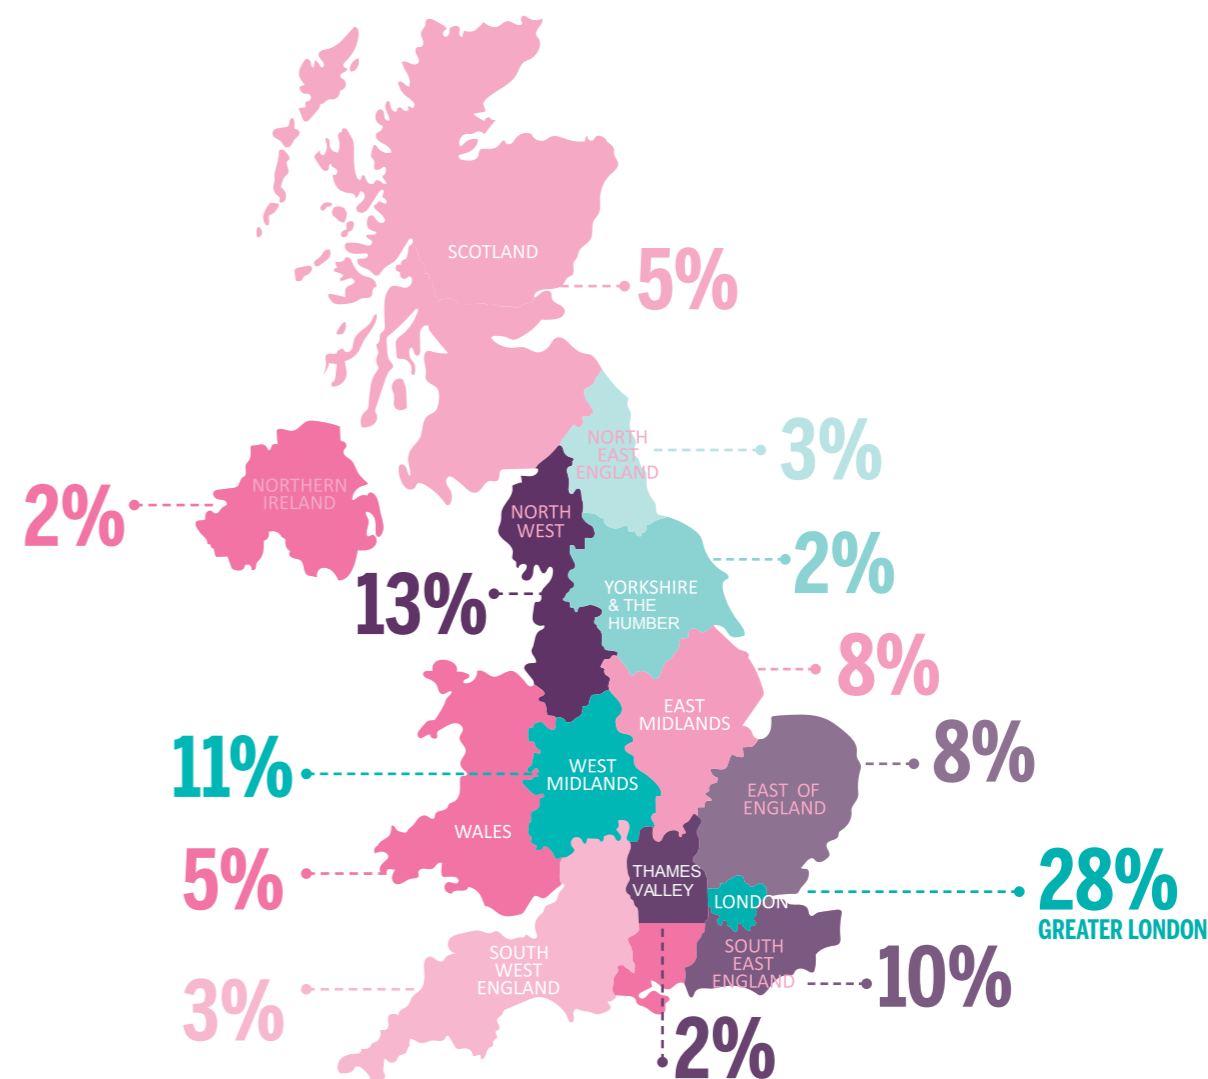 SCOTLAND
5%
NORTH
EAST
ENGLAND
3%
NORTHERN
IRELAND
2%
NORTH
WEST
13%
YORKSHIRE
& THE
HUMBER
2%
8%
EAST
MIDLANDS
11%
WEST
MIDLANDS
8%
EAST OF
ENGLAND
WALES
5%
THAMES
VALLEY
LONDON
28%
GREATER LONDON
SOUTH
WEST
ENGLAND
3%
SOUTH
EAST
ENGLAND
10%
2%